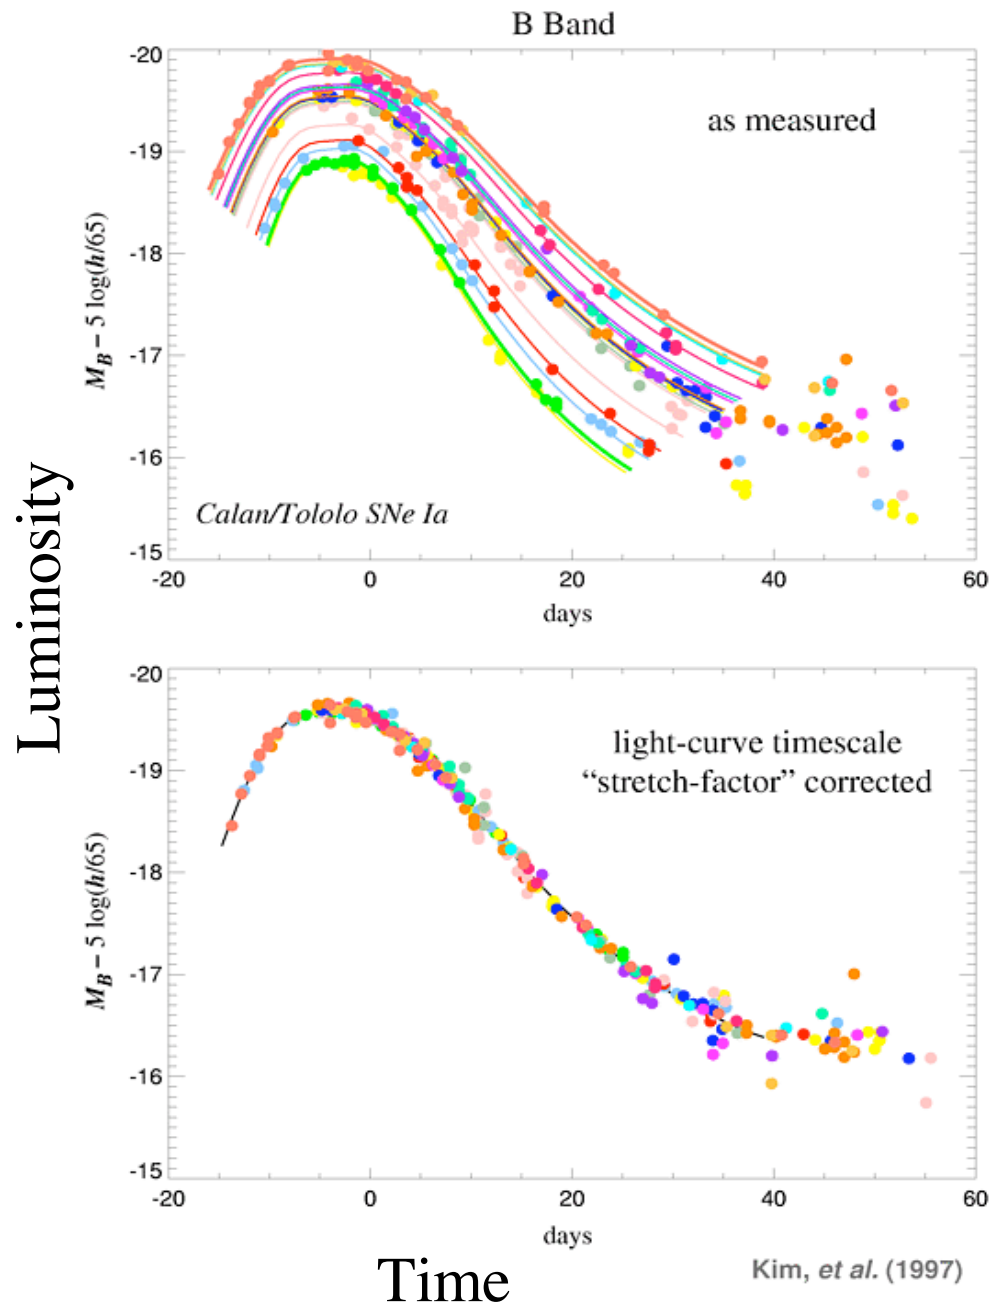 B Band
-20
-19
-18
-17
-16
-15
as measured
Calan/Tololo SNe Ia
M_B – 5 log(h/65)
-20 0 20 40 60
days
Luminosity
-20
-19
-18
-17
-16
-15
light-curve timescale
“stretch-factor” corrected
M_B – 5 log(h/65)
-20 0 20 40 60
days
Time
Kim, et al. (1997)